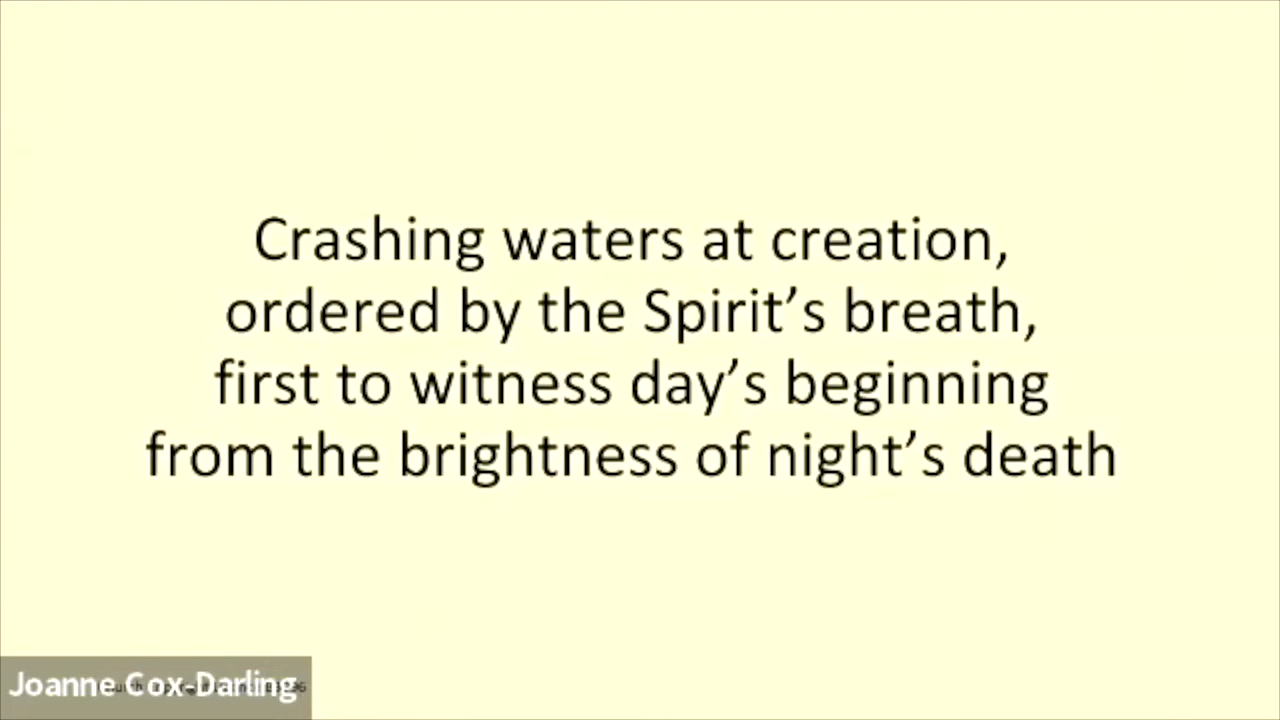 Crashing waters at creation,
ordered by the Spirit’s breath,
first to witness day’s beginning
from the brightness of night’s death
Joanne Cox-Darling